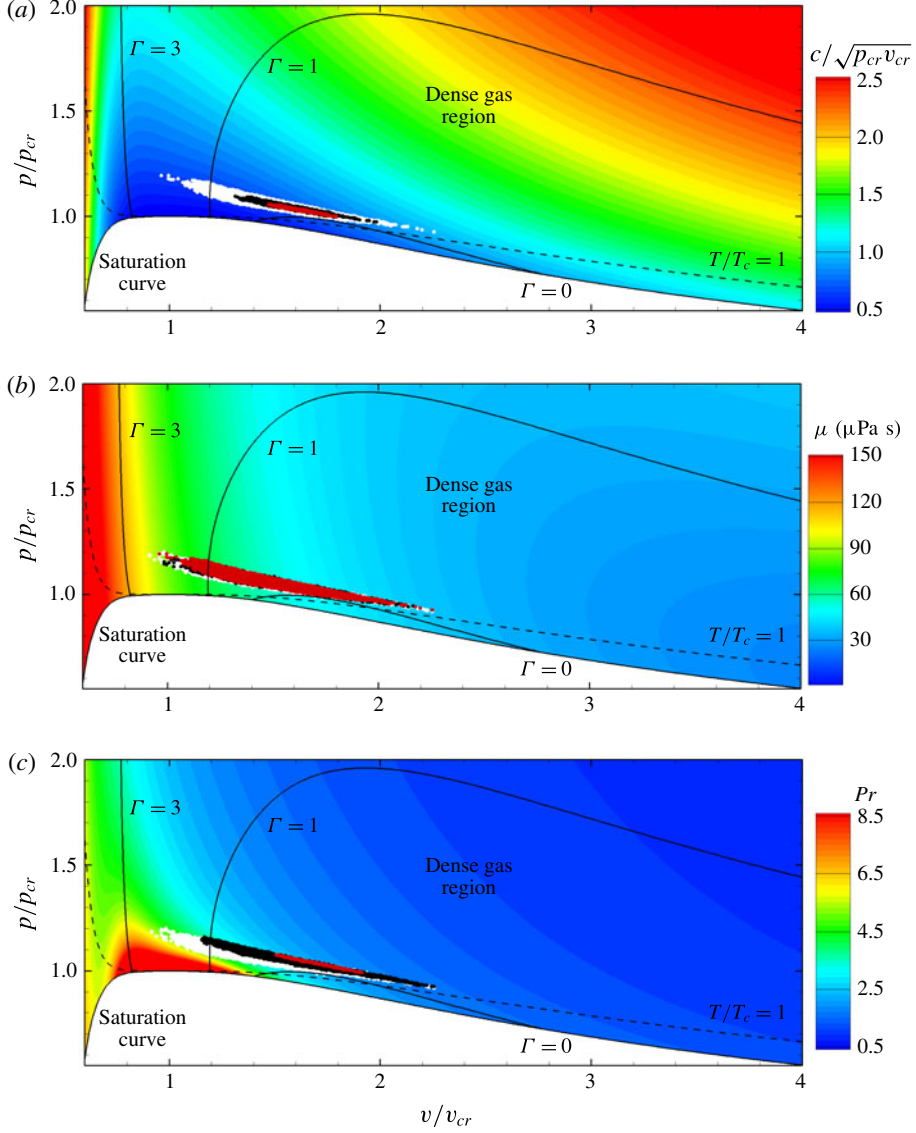 (a)
2.0
1.5
1.0
p/p_cr
Γ = 3
Γ = 1
Dense gas
region
Saturation
curve
T/T_c = 1
Γ = 0
1
2
3
4
c/√p_cr v_cr
2.5
2.0
1.5
1.0
0.5
(b)
2.0
1.5
1.0
p/p_cr
Γ = 3
Γ = 1
Dense gas
region
Saturation
curve
T/T_c = 1
Γ = 0
1
2
3
4
μ (μPa s)
150
120
90
60
30
(c)
2.0
1.5
1.0
p/p_cr
Γ = 3
Γ = 1
Dense gas
region
Saturation
curve
T/T_c = 1
Γ = 0
1
2
3
4
v/v_cr
Pr
8.5
6.5
4.5
2.5
0.5